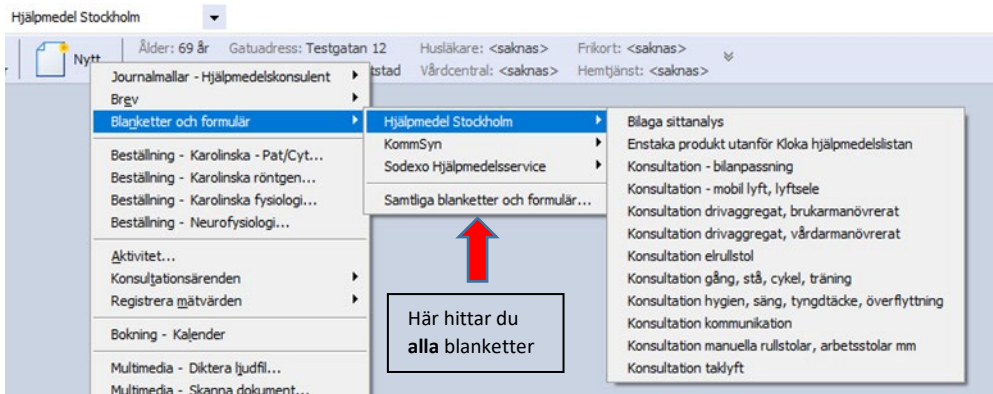 Hjälpmedel Stockholm
Nytt
Ålder: 69 år Gatuadress: Testgatan 12 Husläkare: <saknas> Frikort: <saknas>
tstad Vårdcentral: <saknas> Hemtjänst: <saknas>
Journalmallar - Hjälpmedelskonsulent
Brev
Blanketter och formulär
Beställning - Karolinska - Pat/Cyt...
Beställning - Karolinska röntgen...
Beställning - Karolinska fysiologi...
Beställning - Neurofysiologi...
Aktivitet...
Konsultationsärenden
Registrera mätvärden
Bokning - Kalender
Multimedia - Diktera ljudfil...
Multimedia - Skanna dokument...
Hjälpmedel Stockholm
KommSyn
Sodexo Hjälpmedelsservice
Samtliga blanketter och formulär...
Här hittar du
alla blanketter
Bilaga sittanalys
Enstaka produkt utanför Kloka hjälpmedelslistan
Konsultation - bilanpassning
Konsultation - mobil lyft, lyftsele
Konsultation drivaggregat, brukarmanövrerat
Konsultation drivaggregat, vårdarmanövrerat
Konsultation elrullstol
Konsultation gång, stå, cykel, träning
Konsultation hygien, säng, tyngdtäcke, överflyttning
Konsultation kommunikation
Konsultation manuella rullstolar, arbetsstolar mm
Konsultation taklyft